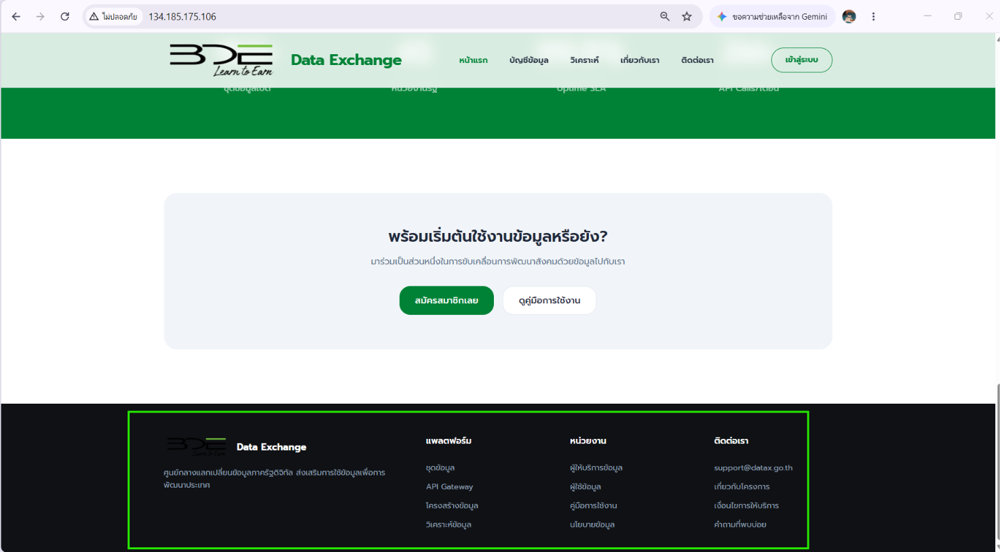 ไม่ปลอดภัย 134.185.175.106 ขอความช่วยเหลือจาก Gemini
BDE
Learn to Earn
Data Exchange
หน้าแรก บัญชีข้อมูล วิเคราะห์ เกี่ยวกับเรา ติดต่อเรา เข้าสู่ระบบ
ชุดข้อมูลเปิด หน่วยงานรัฐ Uptime SLA API Calls/เดือน
พร้อมเริ่มต้นใช้งานข้อมูลหรือยัง?
มาร่วมเป็นส่วนหนึ่งในการขับเคลื่อนการพัฒนาสังคมด้วยข้อมูลไปกับเรา
สมัครสมาชิกเลย ดูคู่มือการใช้งาน
BDE
Learn to Earn
Data Exchange
ศูนย์กลางแลกเปลี่ยนข้อมูลภาครัฐดิจิทัล ส่งเสริมการใช้ข้อมูลเพื่อการ
พัฒนาประเทศ
แพลตฟอร์ม
ชุดข้อมูล
API Gateway
โครงสร้างข้อมูล
วิเคราะห์ข้อมูล
หน่วยงาน
ผู้ให้บริการข้อมูล
ผู้ใช้ข้อมูล
คู่มือการใช้งาน
นโยบายข้อมูล
ติดต่อเรา
support@datax.go.th
เกี่ยวกับโครงการ
เงื่อนไขการให้บริการ
คำถามที่พบบ่อย